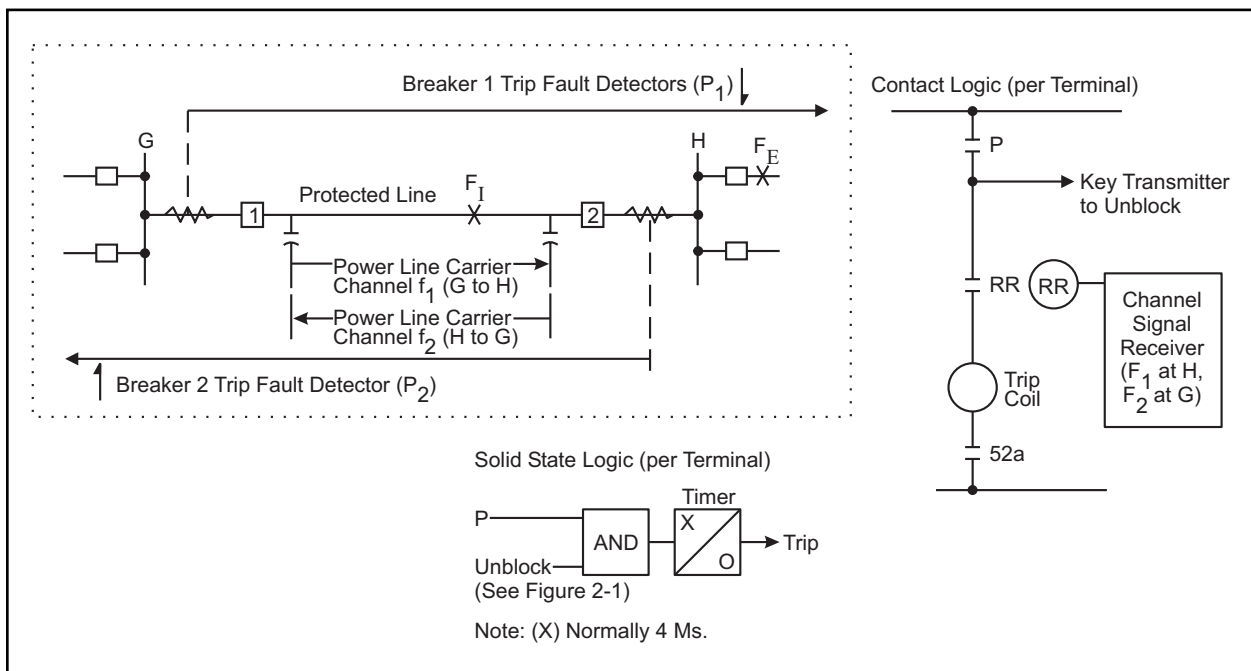 Breaker 1 Trip Fault Detectors (P1)
G
H
FE
1
Protected Line
FI
2
Power Line Carrier
Channel f1 (G to H)
Power Line Carrier
Channel f2 (H to G)
Breaker 2 Trip Fault Detector (P2)
Contact Logic (per Terminal)
P
Key Transmitter
to Unblock
RR
RR
Channel
Signal
Receiver
(F1 at H,
F2 at G)
Trip
Coil
52a
Solid State Logic (per Terminal)
Timer
P
X
AND
Trip
Unblock
O
(See Figure 2-1)
Note: (X) Normally 4 Ms.